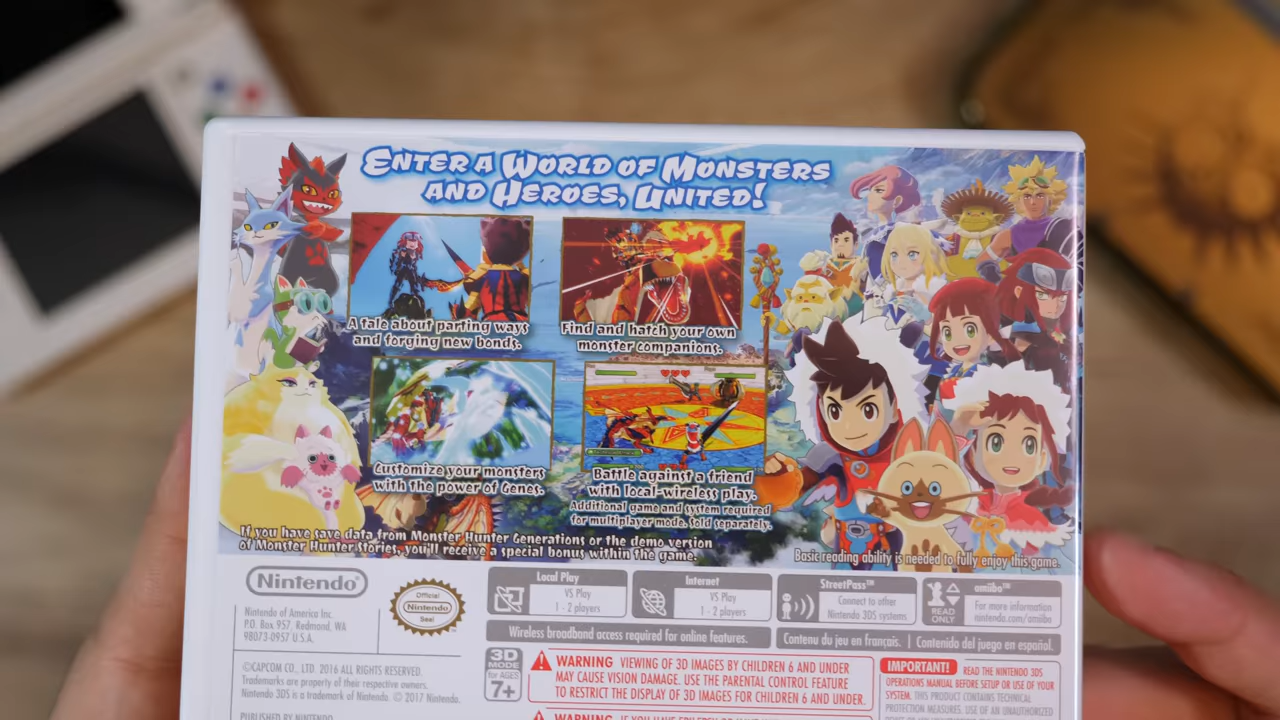 ENTER A WORLD OF MONSTERS
AND HEROES, UNITED!
A tale about parting ways
and forging new bonds.
Find and hatch your own
monster companions.
Customize your monsters
with the power of Genes.
Battle against a friend
with local-wireless play.
Additional game and system required
for multiplayer mode. Sold separately.
If you have save data from Monster Hunter Generations or the demo version
of Monster Hunter Stories, you'll receive a special bonus within the game.
Basic reading ability is needed to fully enjoy this game.
Nintendo®
Nintendo of America Inc.
P.O. Box 957, Redmond, WA
98073-0957 U.S.A.
Official
Nintendo
Seal
Local Play
VS Play
1 - 2 players
Internet
VS Play
1 - 2 players
StreetPass™
Connect to other
Nintendo 3DS systems
READ
ONLY
amiibo™
For more information
nintendo.com/amiibo
Wireless broadband access required for online features.
Contenu du jeu en français.
Contenido del juego en español.
©CAPCOM CO., LTD. 2016 ALL RIGHTS RESERVED.
Trademarks are property of their respective owners.
Nintendo 3DS is a trademark of Nintendo. © 2017 Nintendo.
PUBLISHED BY NINTENDO
3D
MODE
for AGES
7+
WARNING VIEWING OF 3D IMAGES BY CHILDREN 6 AND UNDER
MAY CAUSE VISION DAMAGE. USE THE PARENTAL CONTROL FEATURE
TO RESTRICT THE DISPLAY OF 3D IMAGES FOR CHILDREN 6 AND UNDER.
IMPORTANT! READ THE NINTENDO 3DS
OPERATIONS MANUAL BEFORE SETUP OR USE OF YOUR
SYSTEM. THIS PRODUCT CONTAINS TECHNICAL
PROTECTION MEASURES. USE OF AN UNAUTHORIZED
WARNING IF YOU HAVE